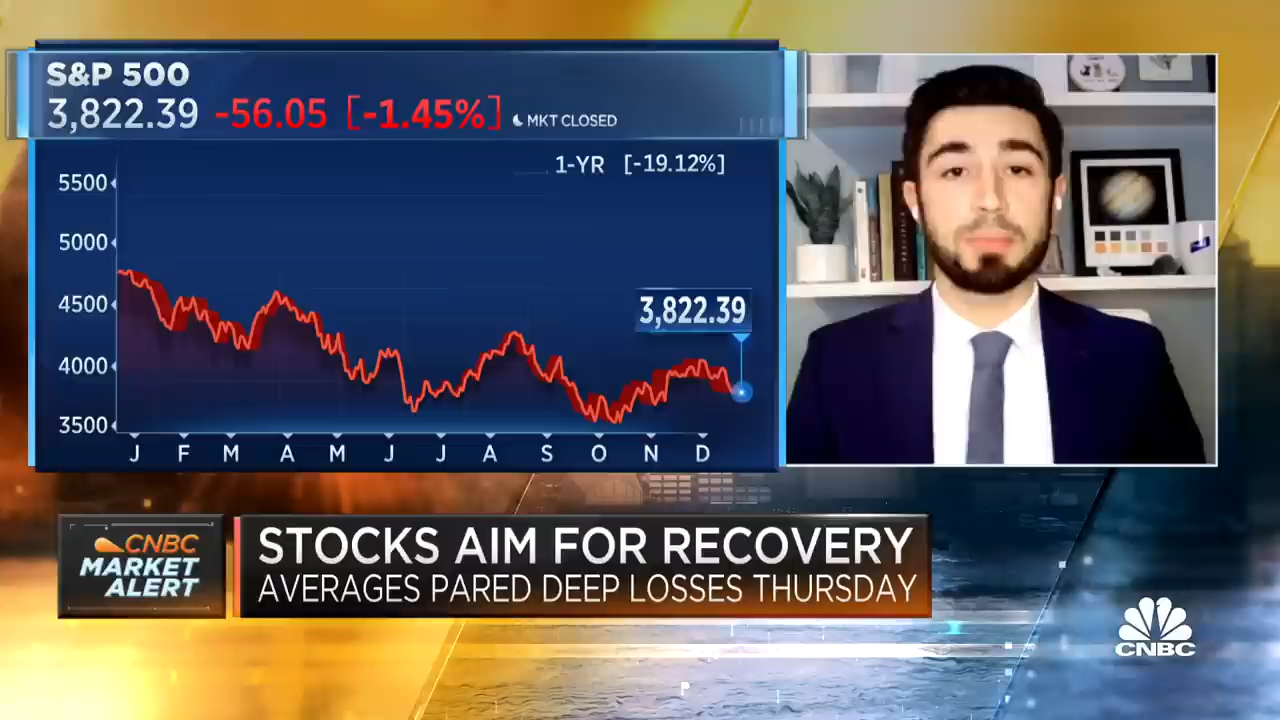 S&P 500
3,822.39 -56.05 [-1.45%] MKT CLOSED
1-YR [-19.12%]
5500
5000
4500
4000
3500
3,822.39
J F M A M J J A S O N D
CNBC
MARKET
ALERT
STOCKS AIM FOR RECOVERY
AVERAGES PARED DEEP LOSSES THURSDAY
CNBC